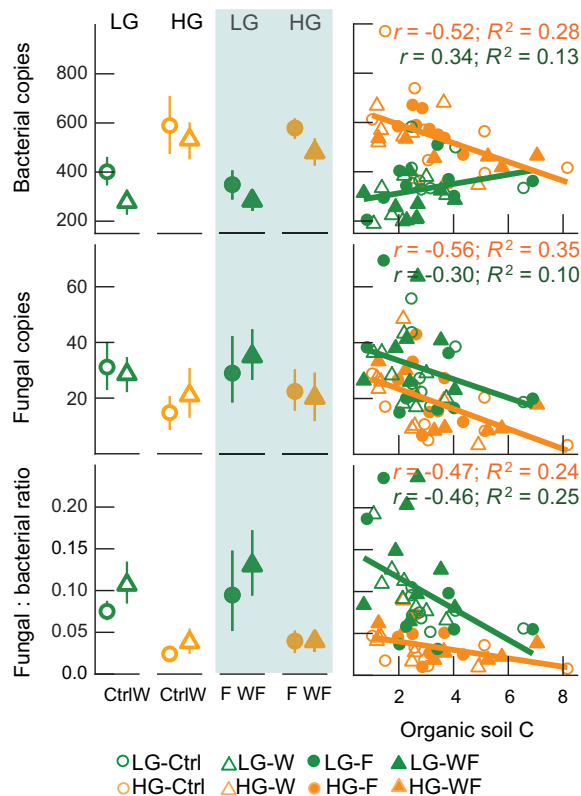 LG HG LG HG
r = -0.52; R² = 0.28
r = 0.34; R² = 0.13
Bacterial copies
800
600
400
200
r = -0.56; R² = 0.35
r = -0.30; R² = 0.10
Fungal copies
60
40
20
r = -0.47; R² = 0.24
r = -0.46; R² = 0.25
Fungal : bacterial ratio
0.20
0.15
0.10
0.05
0.0
CtrlW CtrlW F WF F WF
2 4 6 8
Organic soil C
LG-Ctrl LG-W LG-F LG-WF
HG-Ctrl HG-W HG-F HG-WF